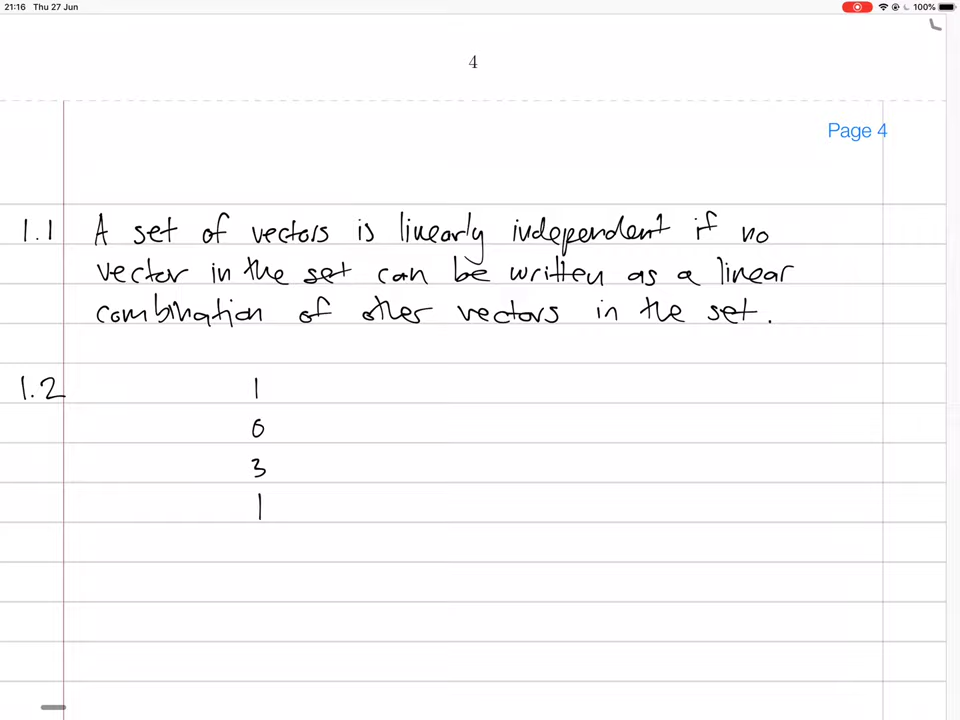 21:16 Thu 27 Jun 100%
4
Page 4
1.1 A set of vectors is linearly independent if no
vector in the set can be written as a linear
combination of other vectors in the set.
1.2 1
0
3
1